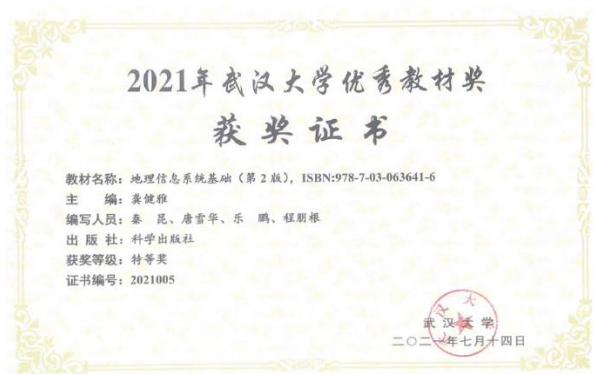 2021年武汉大学优秀教材奖
获奖证书
教材名称：地理信息系统基础（第2版），ISBN:978-7-03-063641-6
主 编：龚健雅
编写人员：秦 昆、唐雪华、乐 鹏、程朋根
出 版 社：科学出版社
获奖等级：特等奖
证书编号：2021005
武汉大学
二〇二一年七月十四日